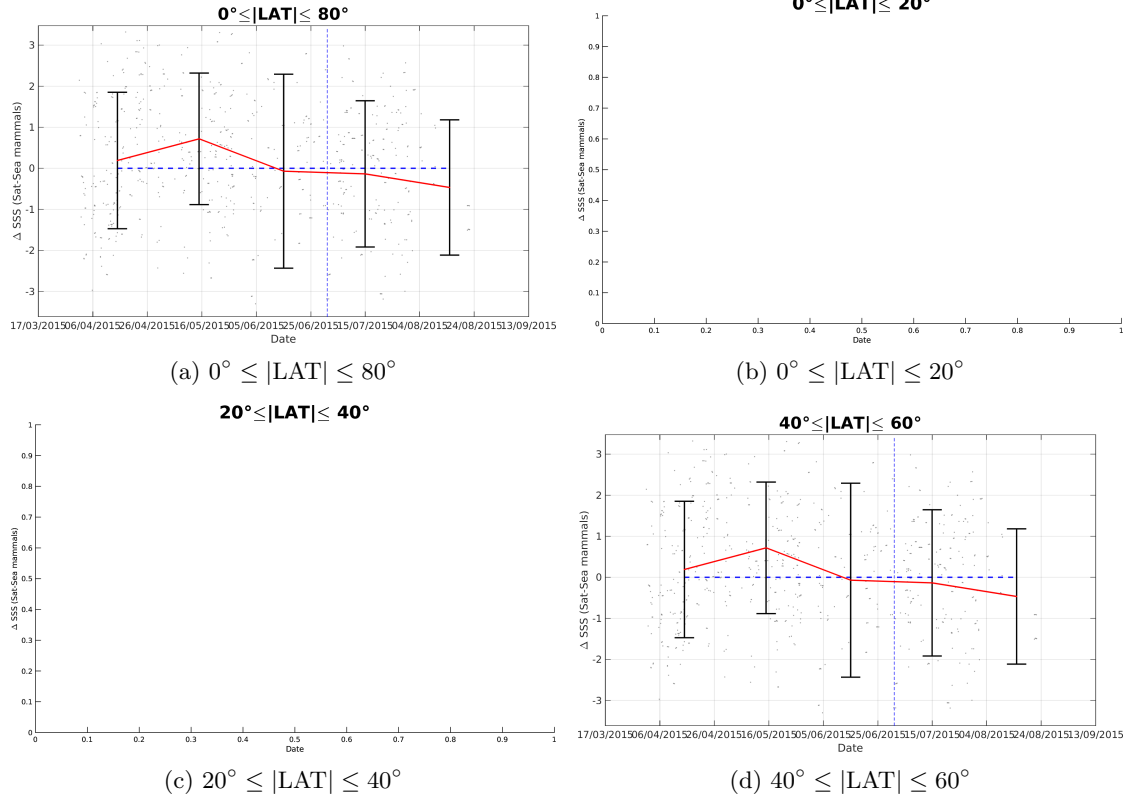 0°≤|LAT|≤ 80°
3
2
1
0
-1
-2
-3
Δ SSS (Sat-Sea mammals)
17/03/2015 06/04/2015 26/04/2015 16/05/2015 05/06/2015 25/06/2015 15/07/2015 04/08/2015 24/08/2015 13/09/2015
Date
(a) 0° ≤ |LAT| ≤ 80°
0°≤|LAT|≤ 20°
1
0.9
0.8
0.7
0.6
0.5
0.4
0.3
0.2
0.1
0
Δ SSS (Sat-Sea mammals)
0 0.1 0.2 0.3 0.4 0.5 0.6 0.7 0.8 0.9 1
Date
(b) 0° ≤ |LAT| ≤ 20°
20°≤|LAT|≤ 40°
1
0.9
0.8
0.7
0.6
0.5
0.4
0.3
0.2
0.1
0
Δ SSS (Sat-Sea mammals)
0 0.1 0.2 0.3 0.4 0.5 0.6 0.7 0.8 0.9 1
Date
(c) 20° ≤ |LAT| ≤ 40°
40°≤|LAT|≤ 60°
3
2
1
0
-1
-2
-3
Δ SSS (Sat-Sea mammals)
17/03/2015 06/04/2015 26/04/2015 16/05/2015 05/06/2015 25/06/2015 15/07/2015 04/08/2015 24/08/2015 13/09/2015
Date
(d) 40° ≤ |LAT| ≤ 60°